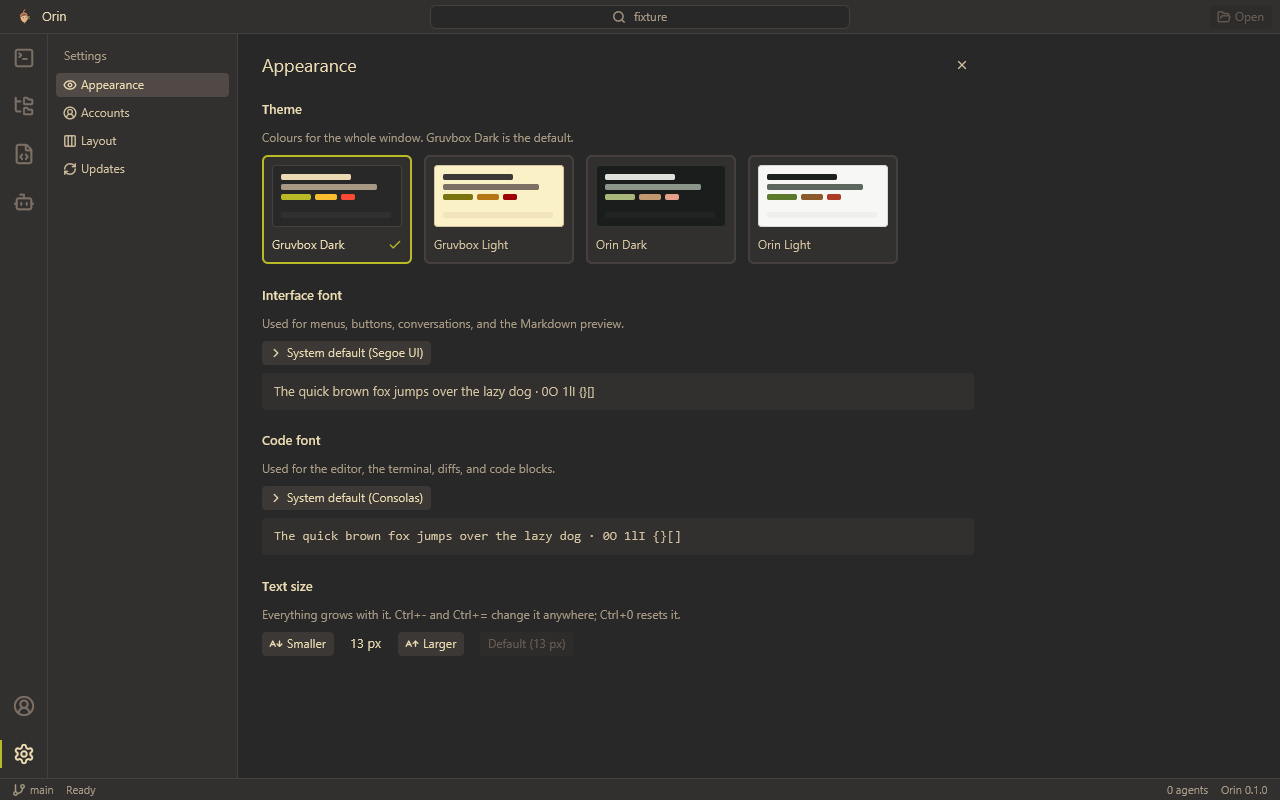 Orin
fixture
Open
Settings
Appearance
Accounts
Layout
Updates
Appearance
Theme
Colours for the whole window. Gruvbox Dark is the default.
Gruvbox Dark
Gruvbox Light
Orin Dark
Orin Light
Interface font
Used for menus, buttons, conversations, and the Markdown preview.
System default (Segoe UI)
The quick brown fox jumps over the lazy dog · 0O 1lI {}[]
Code font
Used for the editor, the terminal, diffs, and code blocks.
System default (Consolas)
The quick brown fox jumps over the lazy dog · 0O 1lI {}[]
Text size
Everything grows with it. Ctrl+- and Ctrl+= change it anywhere; Ctrl+0 resets it.
Smaller 13 px Larger Default (13 px)
main Ready 0 agents Orin 0.1.0